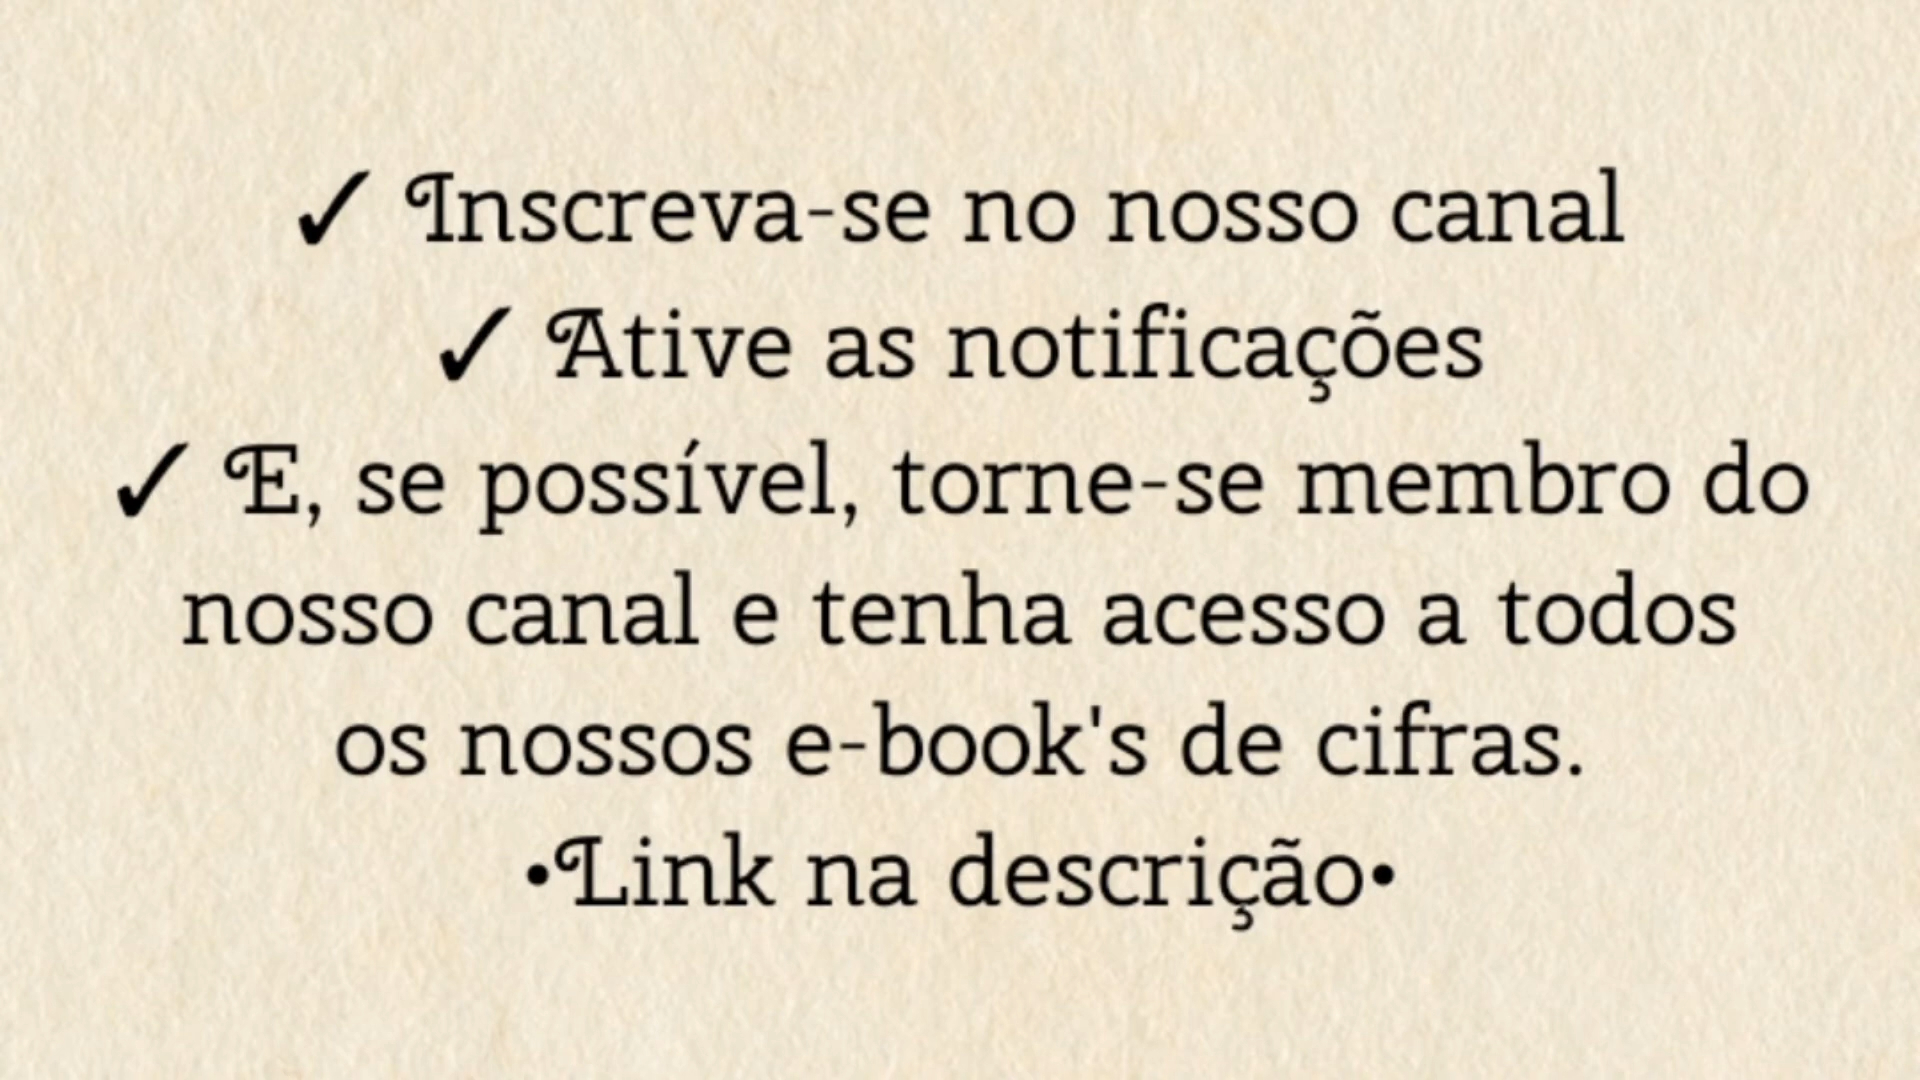 ✓ Inscreva-se no nosso canal
✓ Ative as notificações
✓ E, se possível, torne-se membro do
nosso canal e tenha acesso a todos
os nossos e-book's de cifras.
•Link na descrição•